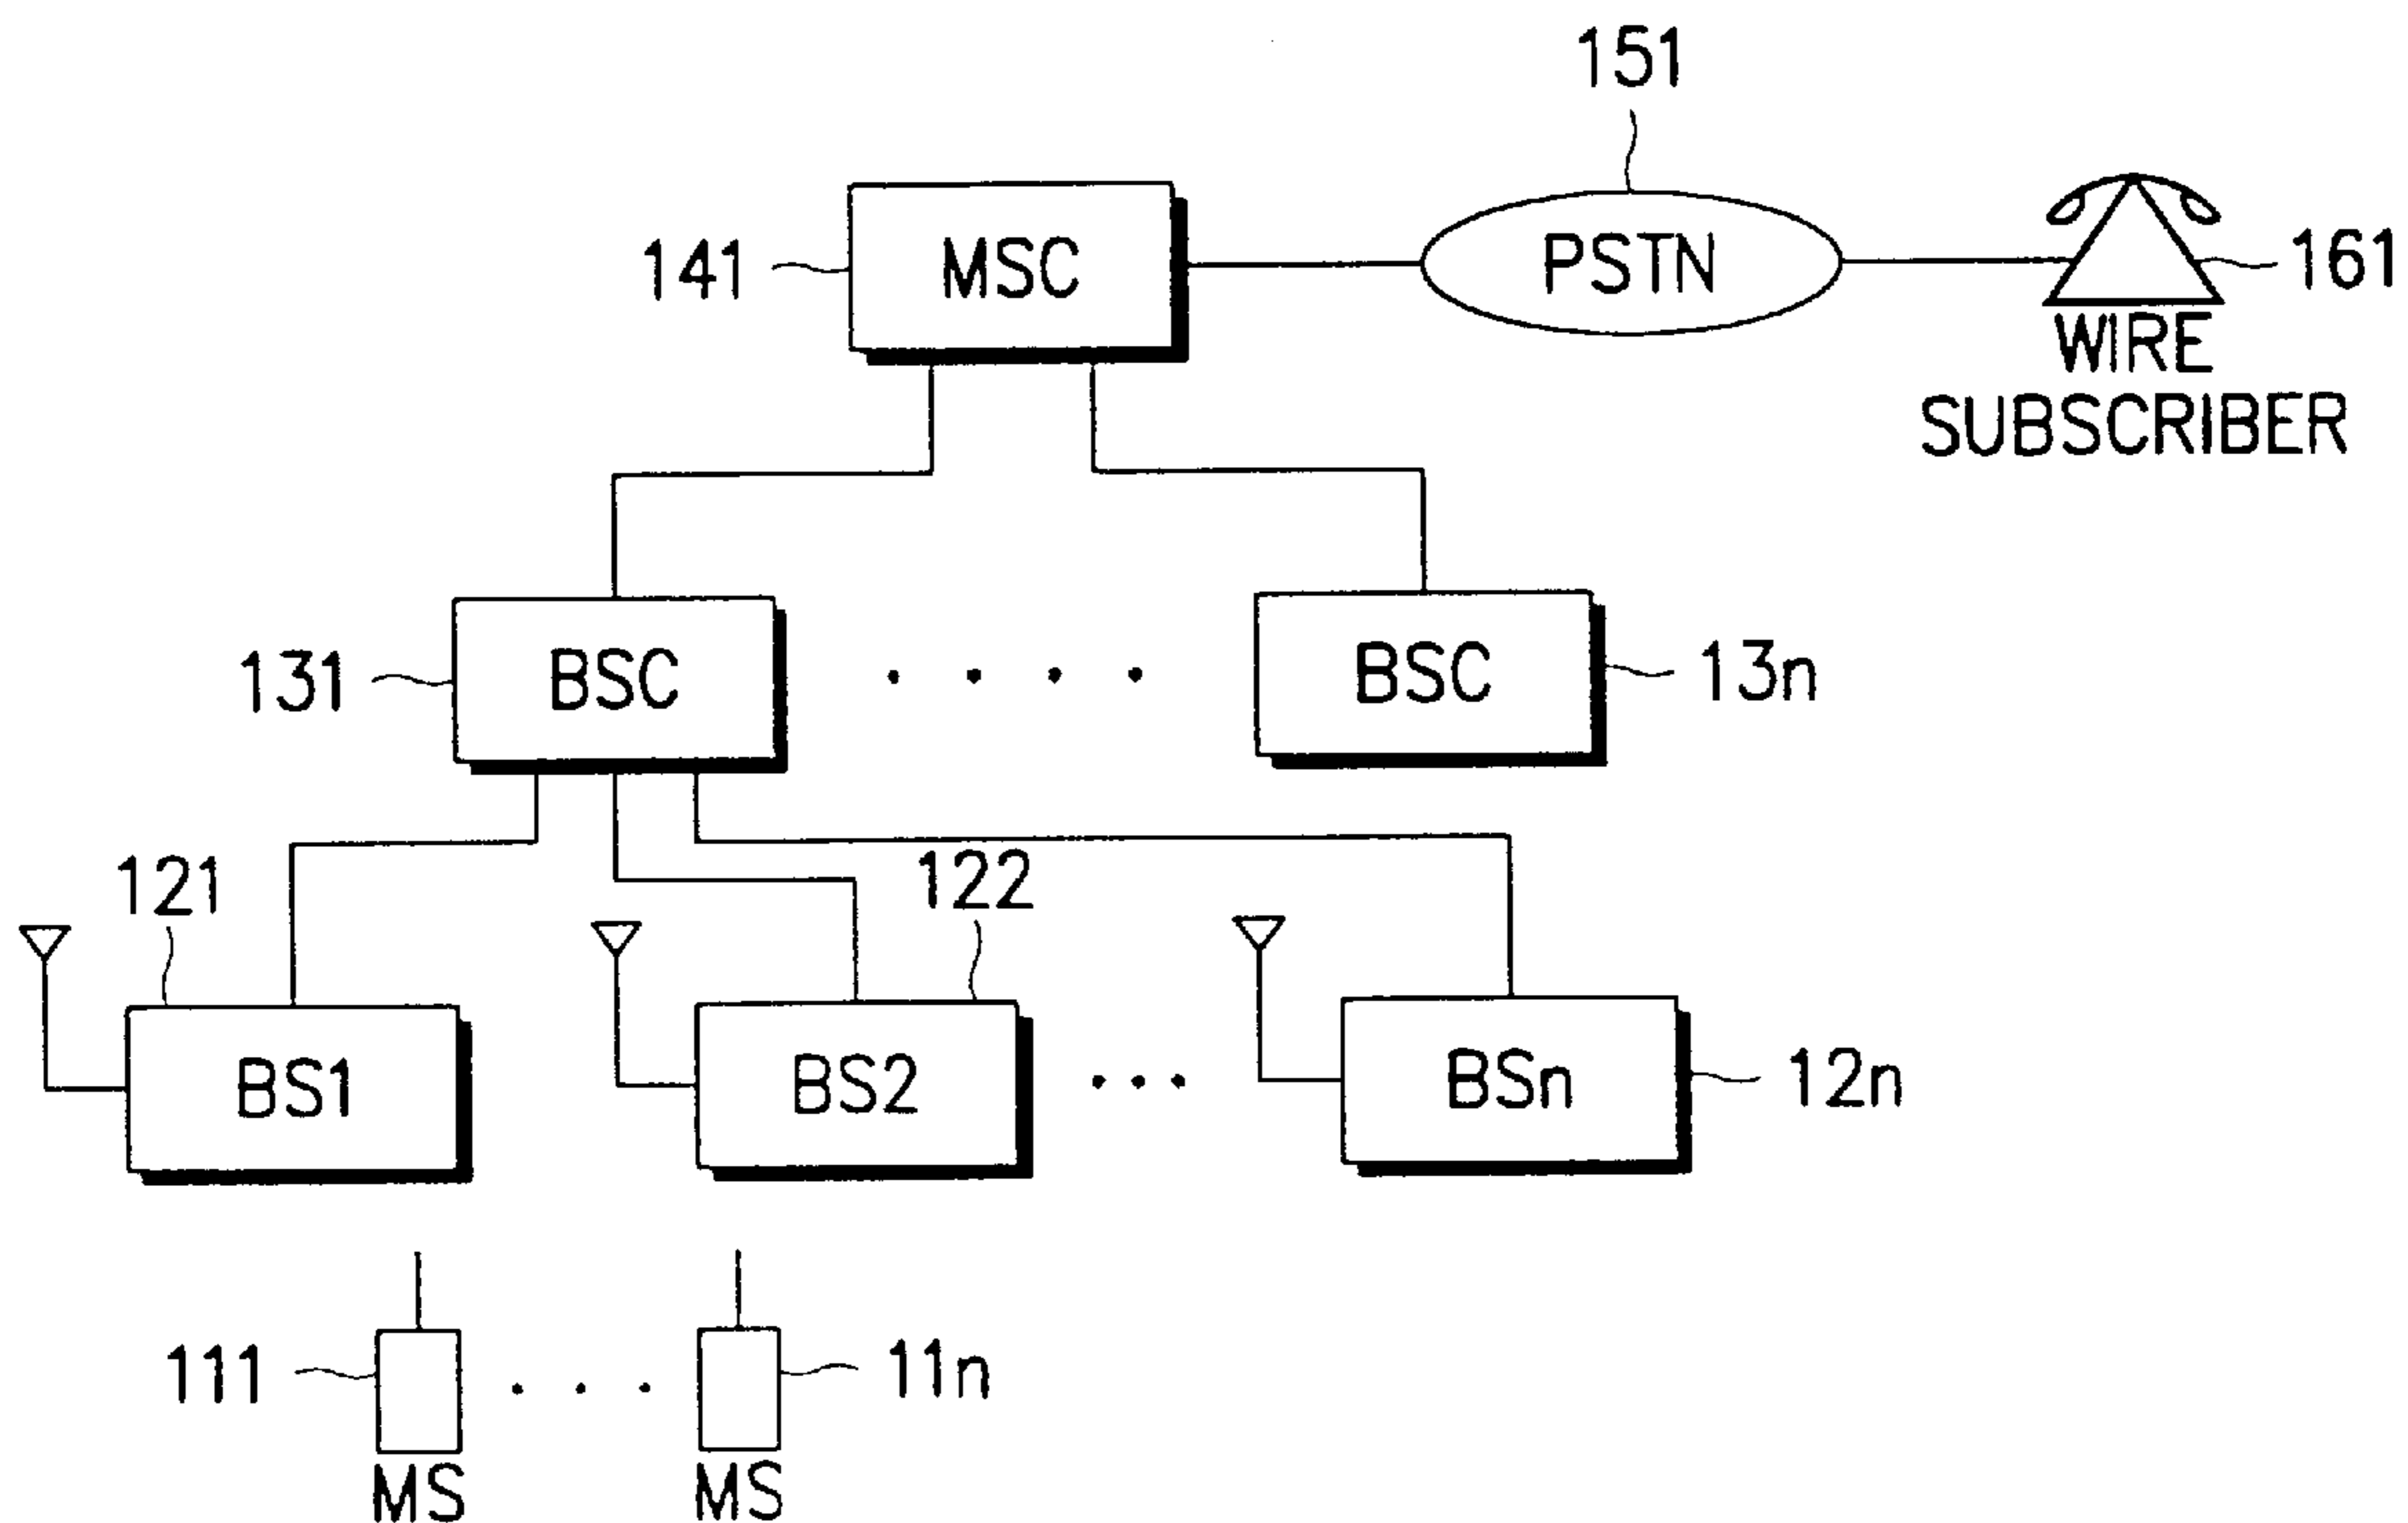 151
141
MSC
PSTN
161
WIRE
SUBSCRIBER
131
BSC
BSC
13n
121
122
BS1
BS2
BSn
12n
111
11n
MS
MS